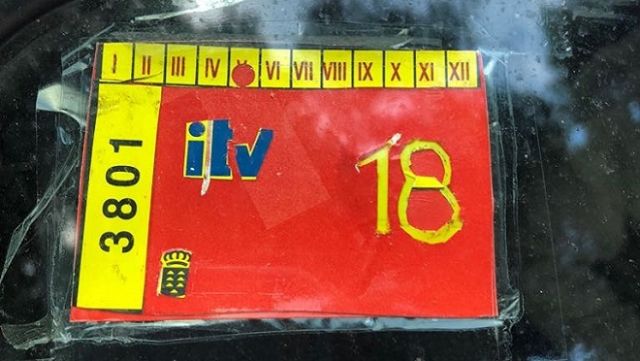 I II III IV V VI VII VIII IX X XI XII
3801
itv
18